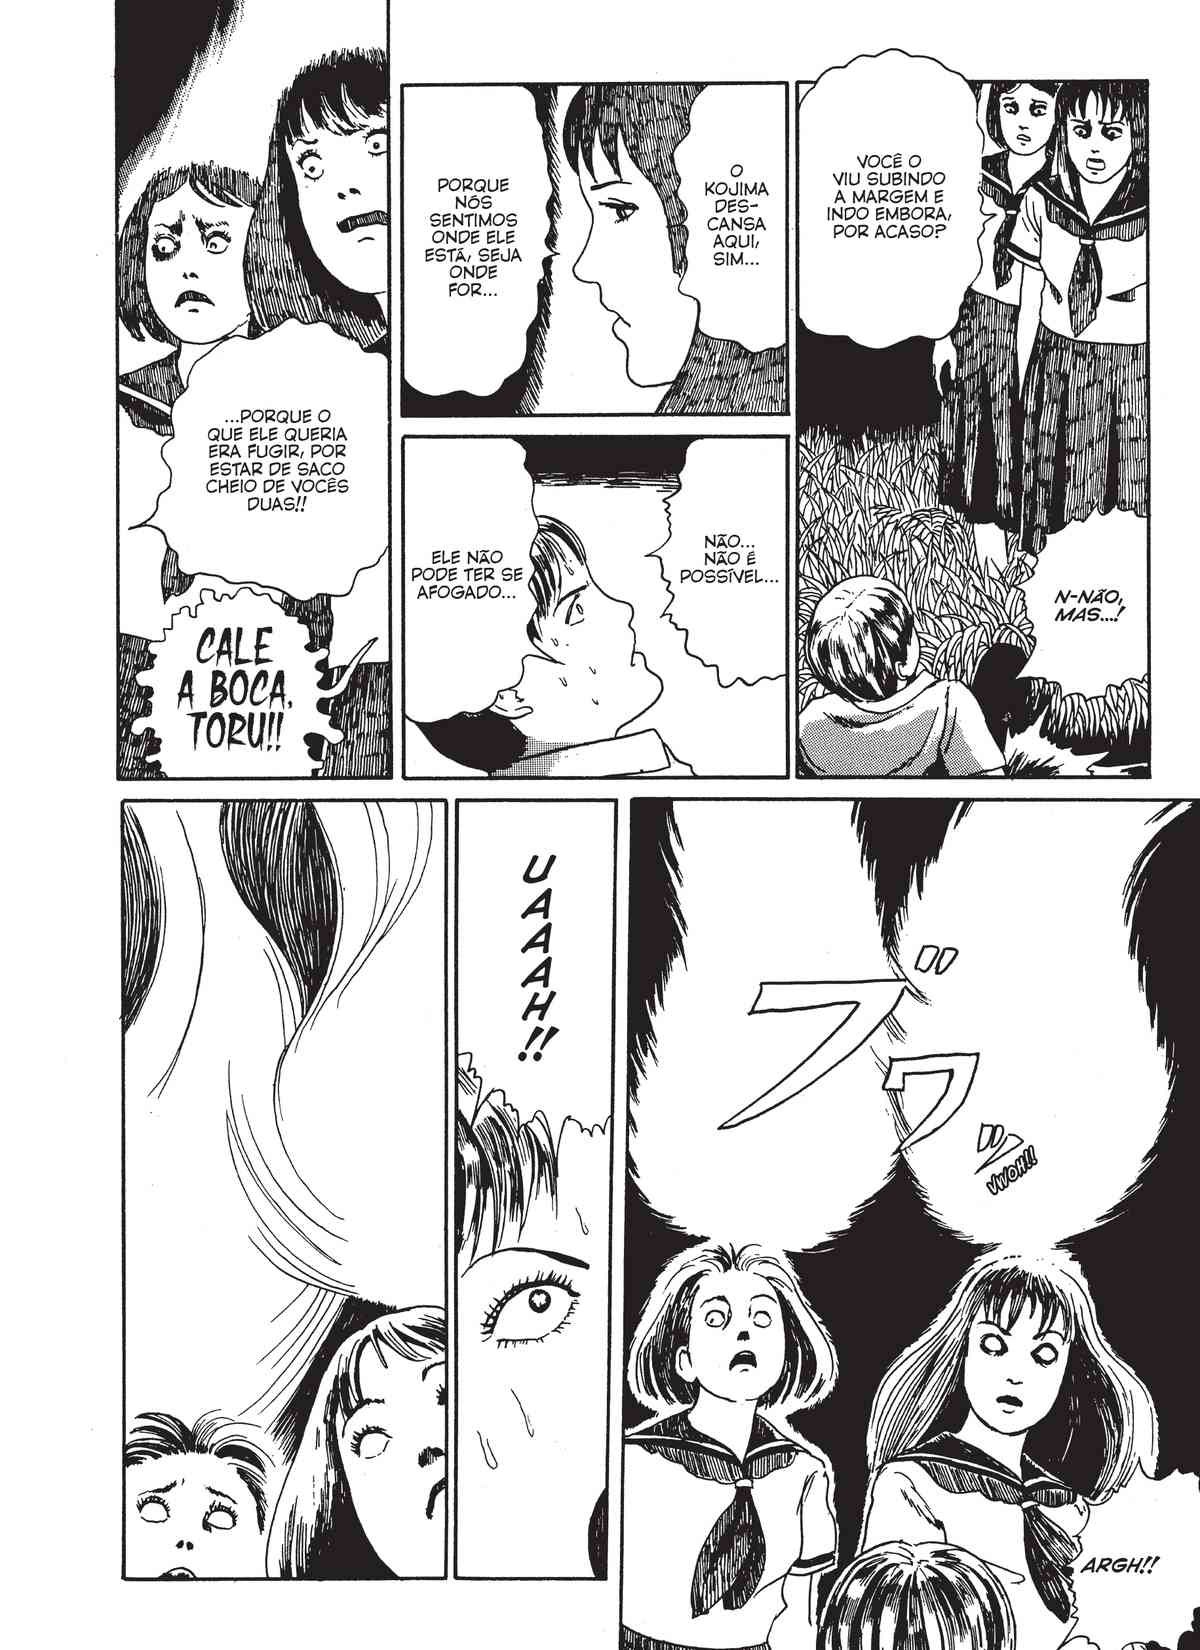 VOCÊ O
VIU SUBINDO
A MARGEM E
INDO EMBORA,
POR ACASO?
N-NÃO,
MAS...!
O
KOJIMA
DES-
CANSA
AQUI,
SIM...
PORQUE
NÓS
SENTIMOS
ONDE ELE
ESTÁ, SEJA
ONDE
FOR...
NÃO...
NÃO É
POSSÍVEL...
ELE NÃO
PODE TER SE
AFOGADO...
...PORQUE O
QUE ELE QUERIA
ERA FUGIR, POR
ESTAR DE SACO
CHEIO DE VOCÊS
DUAS!!
CALE
A BOCA,
TORU!!
ブワッ
VWOH!!
ARGH!!
UAAAH!!